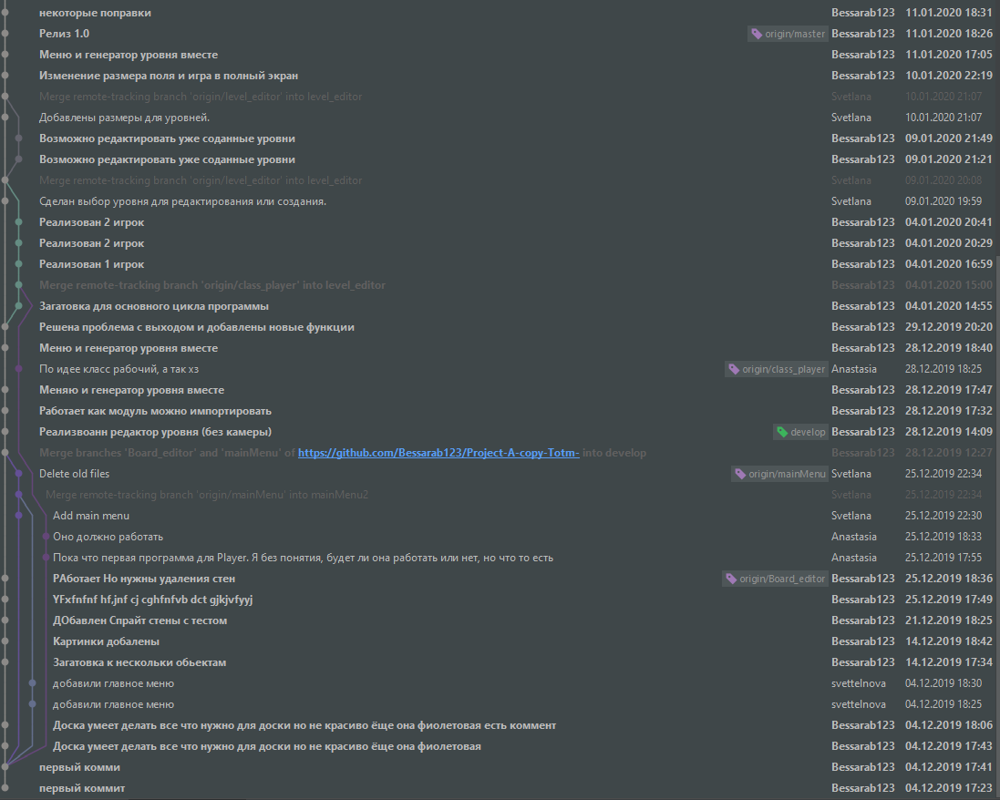 некоторые поправки Bessarab123 11.01.2020 18:31
Релиз 1.0 origin/master Bessarab123 11.01.2020 18:26
Меню и генератор уровня вместе Bessarab123 11.01.2020 17:05
Изменение размера поля и игра в полный экран Bessarab123 10.01.2020 22:19
Merge remote-tracking branch 'origin/level_editor' into level_editor Svetlana 10.01.2020 21:07
Добавлены размеры для уровней. Svetlana 10.01.2020 21:07
Возможно редактировать уже соданные уровни Bessarab123 09.01.2020 21:49
Возможно редактировать уже соданные уровни Bessarab123 09.01.2020 21:21
Merge remote-tracking branch 'origin/level_editor' into level_editor Svetlana 09.01.2020 20:08
Сделан выбор уровня для редактирования или создания. Svetlana 09.01.2020 19:59
Реализован 2 игрок Bessarab123 04.01.2020 20:41
Реализован 2 игрок Bessarab123 04.01.2020 20:29
Реализован 1 игрок Bessarab123 04.01.2020 16:59
Merge remote-tracking branch 'origin/class_player' into level_editor Bessarab123 04.01.2020 15:00
Загатовка для основного цикла программы Bessarab123 04.01.2020 14:55
Решена проблема с выходом и добавлены новые функции Bessarab123 29.12.2019 20:20
Меню и генератор уровня вместе Bessarab123 28.12.2019 18:40
По идее класс рабочий, а так хз origin/class_player Anastasia 28.12.2019 18:25
Меняю и генератор уровня вместе Bessarab123 28.12.2019 17:47
Работает как модуль можно импортировать Bessarab123 28.12.2019 17:32
Реализвоанн редактор уровня (без камеры) develop Bessarab123 28.12.2019 14:09
Merge branches 'Board_editor' and 'mainMenu' of https://github.com/Bessarab123/Project-A-copy-Totm- into develop Bessarab123 28.12.2019 12:27
Delete old files origin/mainMenu Svetlana 25.12.2019 22:34
Merge remote-tracking branch 'origin/mainMenu' into mainMenu2 Svetlana 25.12.2019 22:34
Add main menu Svetlana 25.12.2019 22:30
Оно должно работать Anastasia 25.12.2019 18:33
Пока что первая программа для Player. Я без понятия, будет ли она работать или нет, но что то есть Anastasia 25.12.2019 17:55
РАботает Но нужны удаления стен origin/Board_editor Bessarab123 25.12.2019 18:36
YFxfnfnf hf,jnf cj cghfnfvb dct gjkjvfyyj Bessarab123 25.12.2019 17:49
ДОбавлен Спрайт стены с тестом Bessarab123 21.12.2019 18:25
Картинки добалены Bessarab123 14.12.2019 18:42
Загатовка к нескольки обьектам Bessarab123 14.12.2019 17:34
добавили главное меню svettelnova 04.12.2019 18:30
добавили главное меню svettelnova 04.12.2019 18:25
Доска умеет делать все что нужно для доски но не красиво ёще она фиолетовая есть коммент Bessarab123 04.12.2019 18:06
Доска умеет делать все что нужно для доски но не красиво ёще она фиолетовая Bessarab123 04.12.2019 17:43
первый комми Bessarab123 04.12.2019 17:41
первый коммит Bessarab123 04.12.2019 17:23